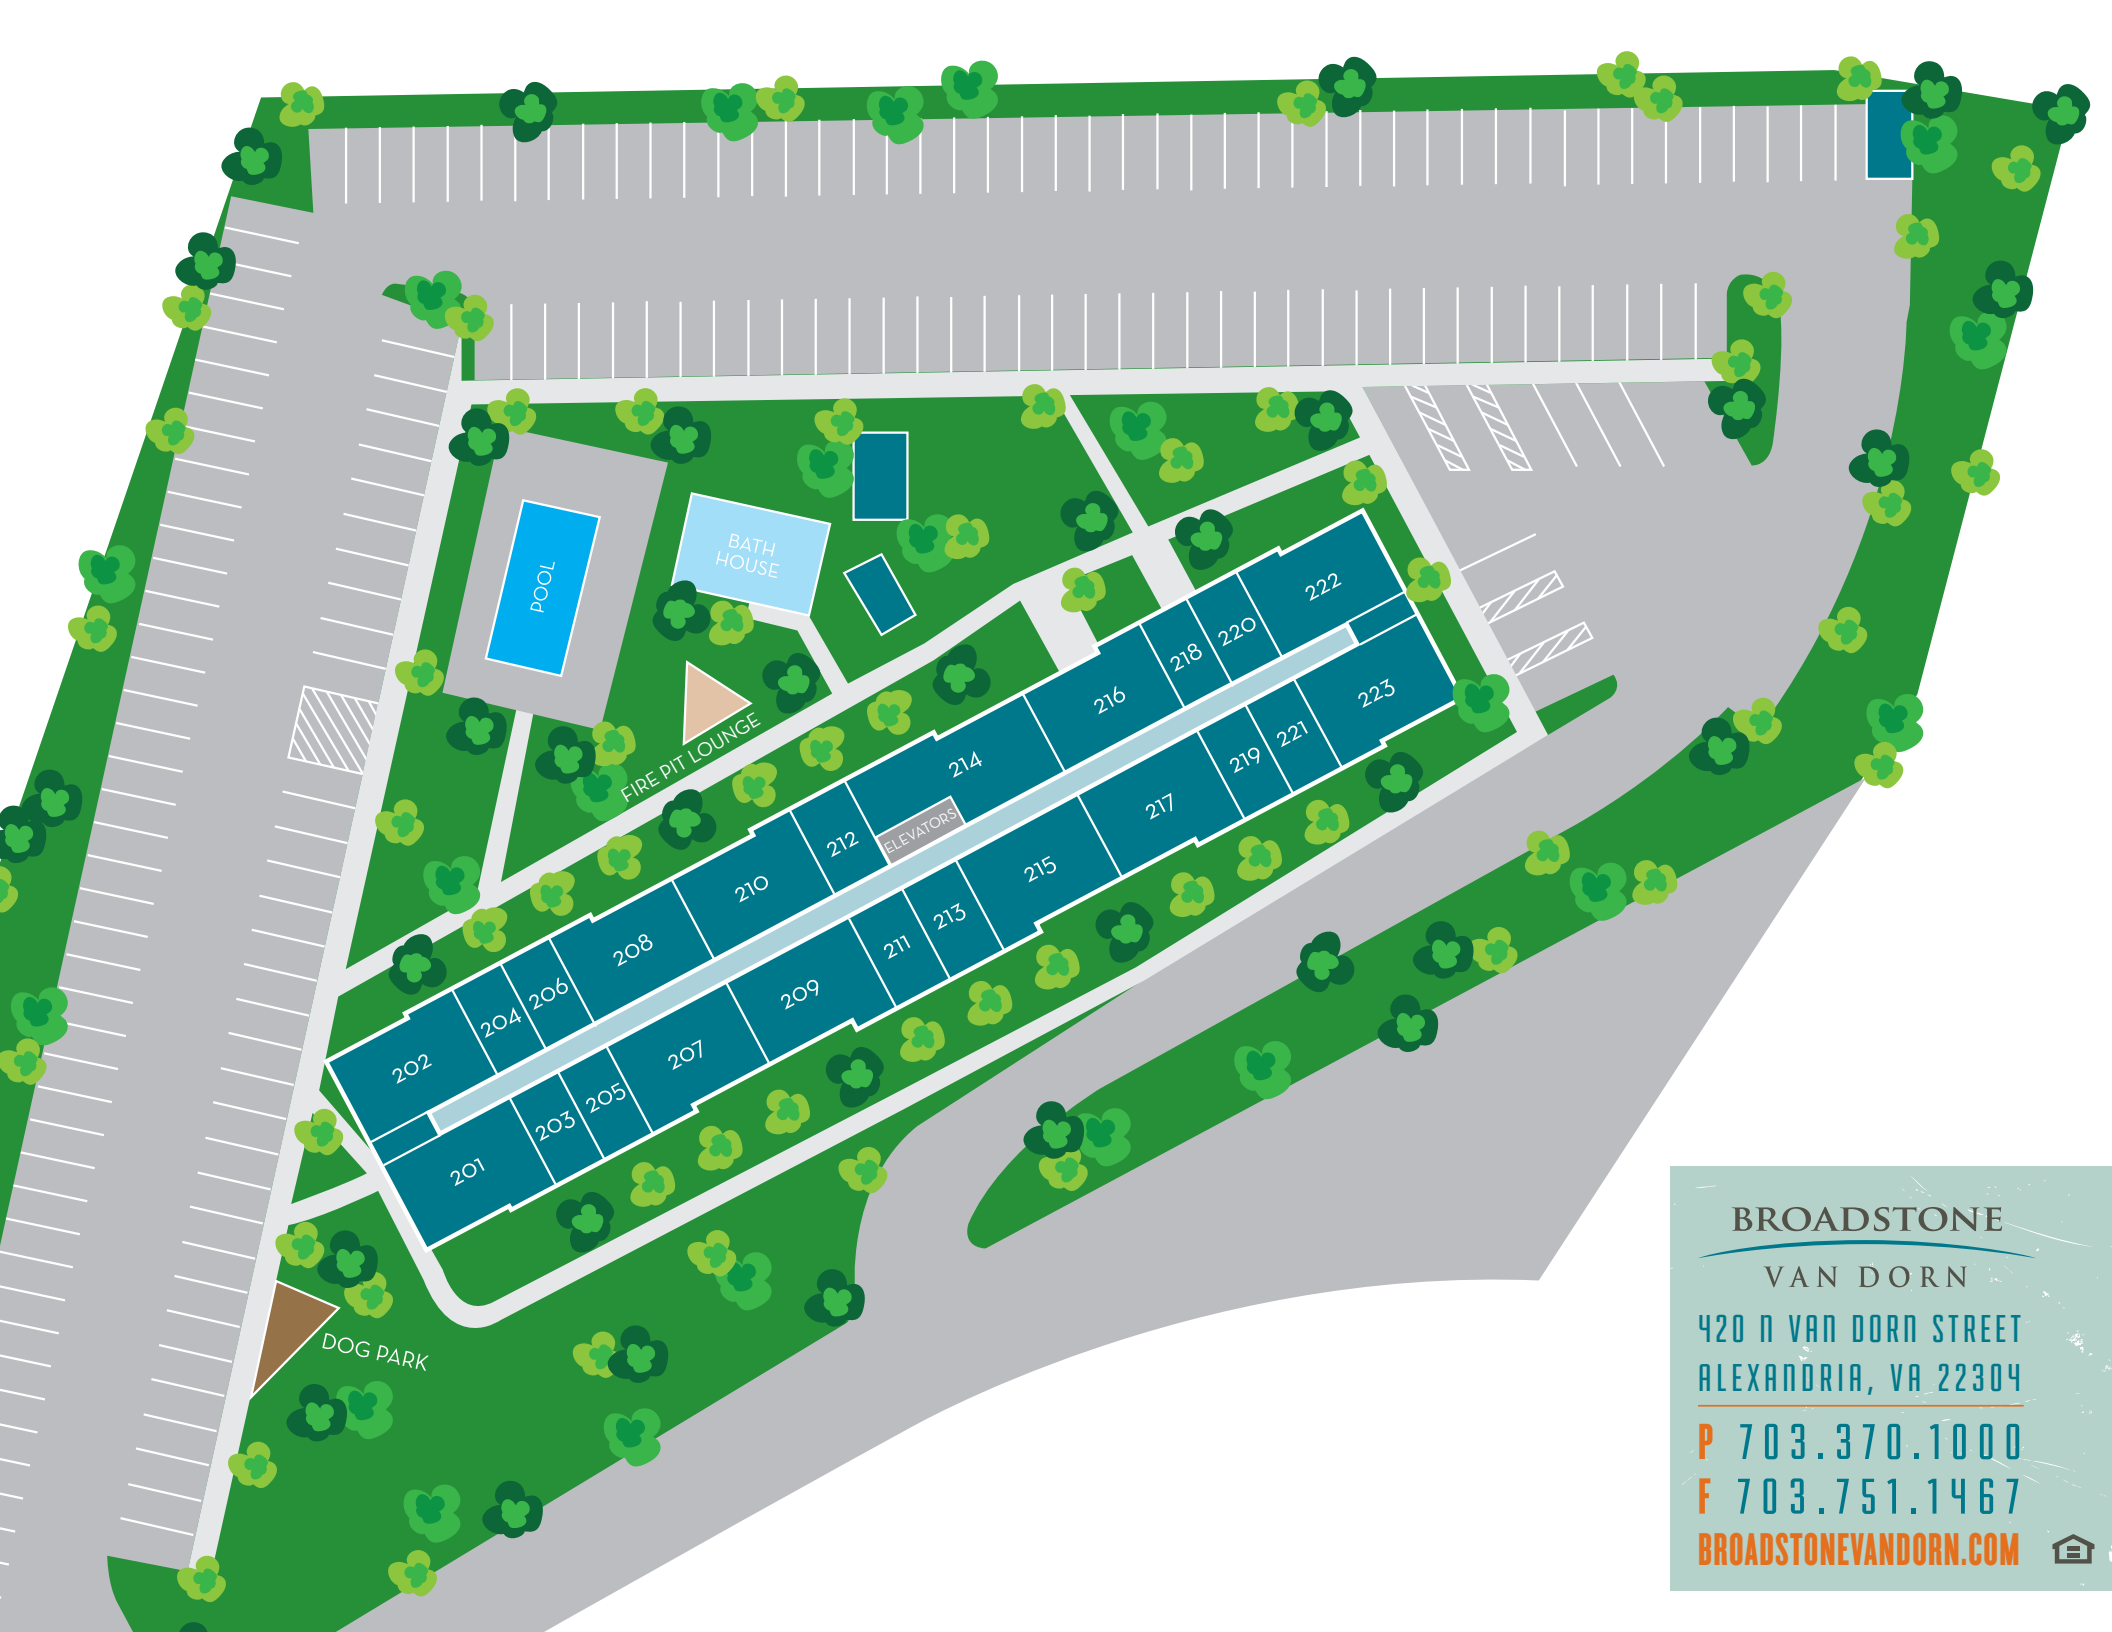 POOL
BATH
HOUSE
FIRE PIT LOUNGE
222
220
218
216
214
ELEVATORS
212
210
208
206
204
202
223
221
219
217
215
213
211
209
207
205
203
201
DOG PARK
BROADSTONE
VAN DORN
420 N VAN DORN STREET
ALEXANDRIA, VA 22304
P 703.370.1000
F 703.751.1467
BROADSTONEVANDORN.COM